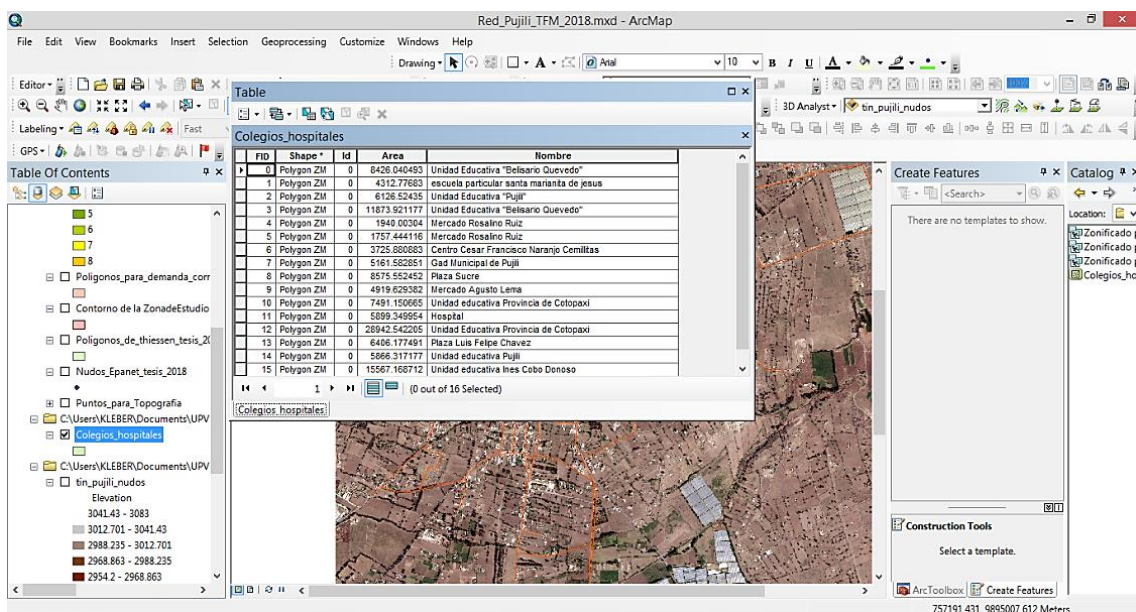 Red_Pujili_TFM_2018.mxd - ArcMap
File Edit View Bookmarks Insert Selection Geoprocessing Customize Windows Help
Drawing A Arial 10 B I U A
Editor
3D Analyst tin_pujili_nudos
Labeling Fast
GPS
Table Of Contents
5
6
7
8
Poligonos_para_demanda_corr
Contorno de la ZonadeEstudio
Poligonos_de_thiessen_tesis_20
Nudos_Epanet_tesis_2018
Puntos_para_Topografia
C:\Users\KLEBER\Documents\UPV
Colegios_hospitales
C:\Users\KLEBER\Documents\UPV
tin_pujili_nudos
Elevation
3041.43 - 3083
3012.701 - 3041.43
2988.235 - 3012.701
2968.863 - 2988.235
2954.2 - 2968.863
Table
Colegios_hospitales
FID Shape * Id Area Nombre
0 Polygon ZM 0 8426.040493 Unidad Educativa "Belisario Quevedo"
1 Polygon ZM 0 4312.77683 escuela particular santa marianita de jesus
2 Polygon ZM 0 6126.52435 Unidad Educativa "Pujili"
3 Polygon ZM 0 11873.921177 Unidad Educativa "Belisario Quevedo"
4 Polygon ZM 0 1940.00304 Mercado Rosalino Ruiz
5 Polygon ZM 0 1757.444116 Mercado Rosalino Ruiz
6 Polygon ZM 0 3725.880883 Centro Cesar Francisco Naranjo Cemilitas
7 Polygon ZM 0 5161.582851 Gad Municipal de Pujili
8 Polygon ZM 0 8575.552452 Plaza Sucre
9 Polygon ZM 0 4919.629382 Mercado Agusto Lema
10 Polygon ZM 0 7491.150665 Unidad educativa Provincia de Cotopaxi
11 Polygon ZM 0 5899.349954 Hospital
12 Polygon ZM 0 28942.542205 Unidad Educativa Provincia de Cotopaxi
13 Polygon ZM 0 6406.177491 Plaza Luis Felipe Chavez
14 Polygon ZM 0 5866.317177 Unidad educativa Pujili
15 Polygon ZM 0 15567.168712 Unidad educativa Ines Cobo Donoso
1 (0 out of 16 Selected)
Colegios_hospitales
Create Features
<Search>
There are no templates to show.
Construction Tools
Select a template.
ArcToolbox Create Features
Catalog
Location:
Zonificado p
Zonificado p
Zonificado p
Colegios_ho
757191.431 9895007.612 Meters